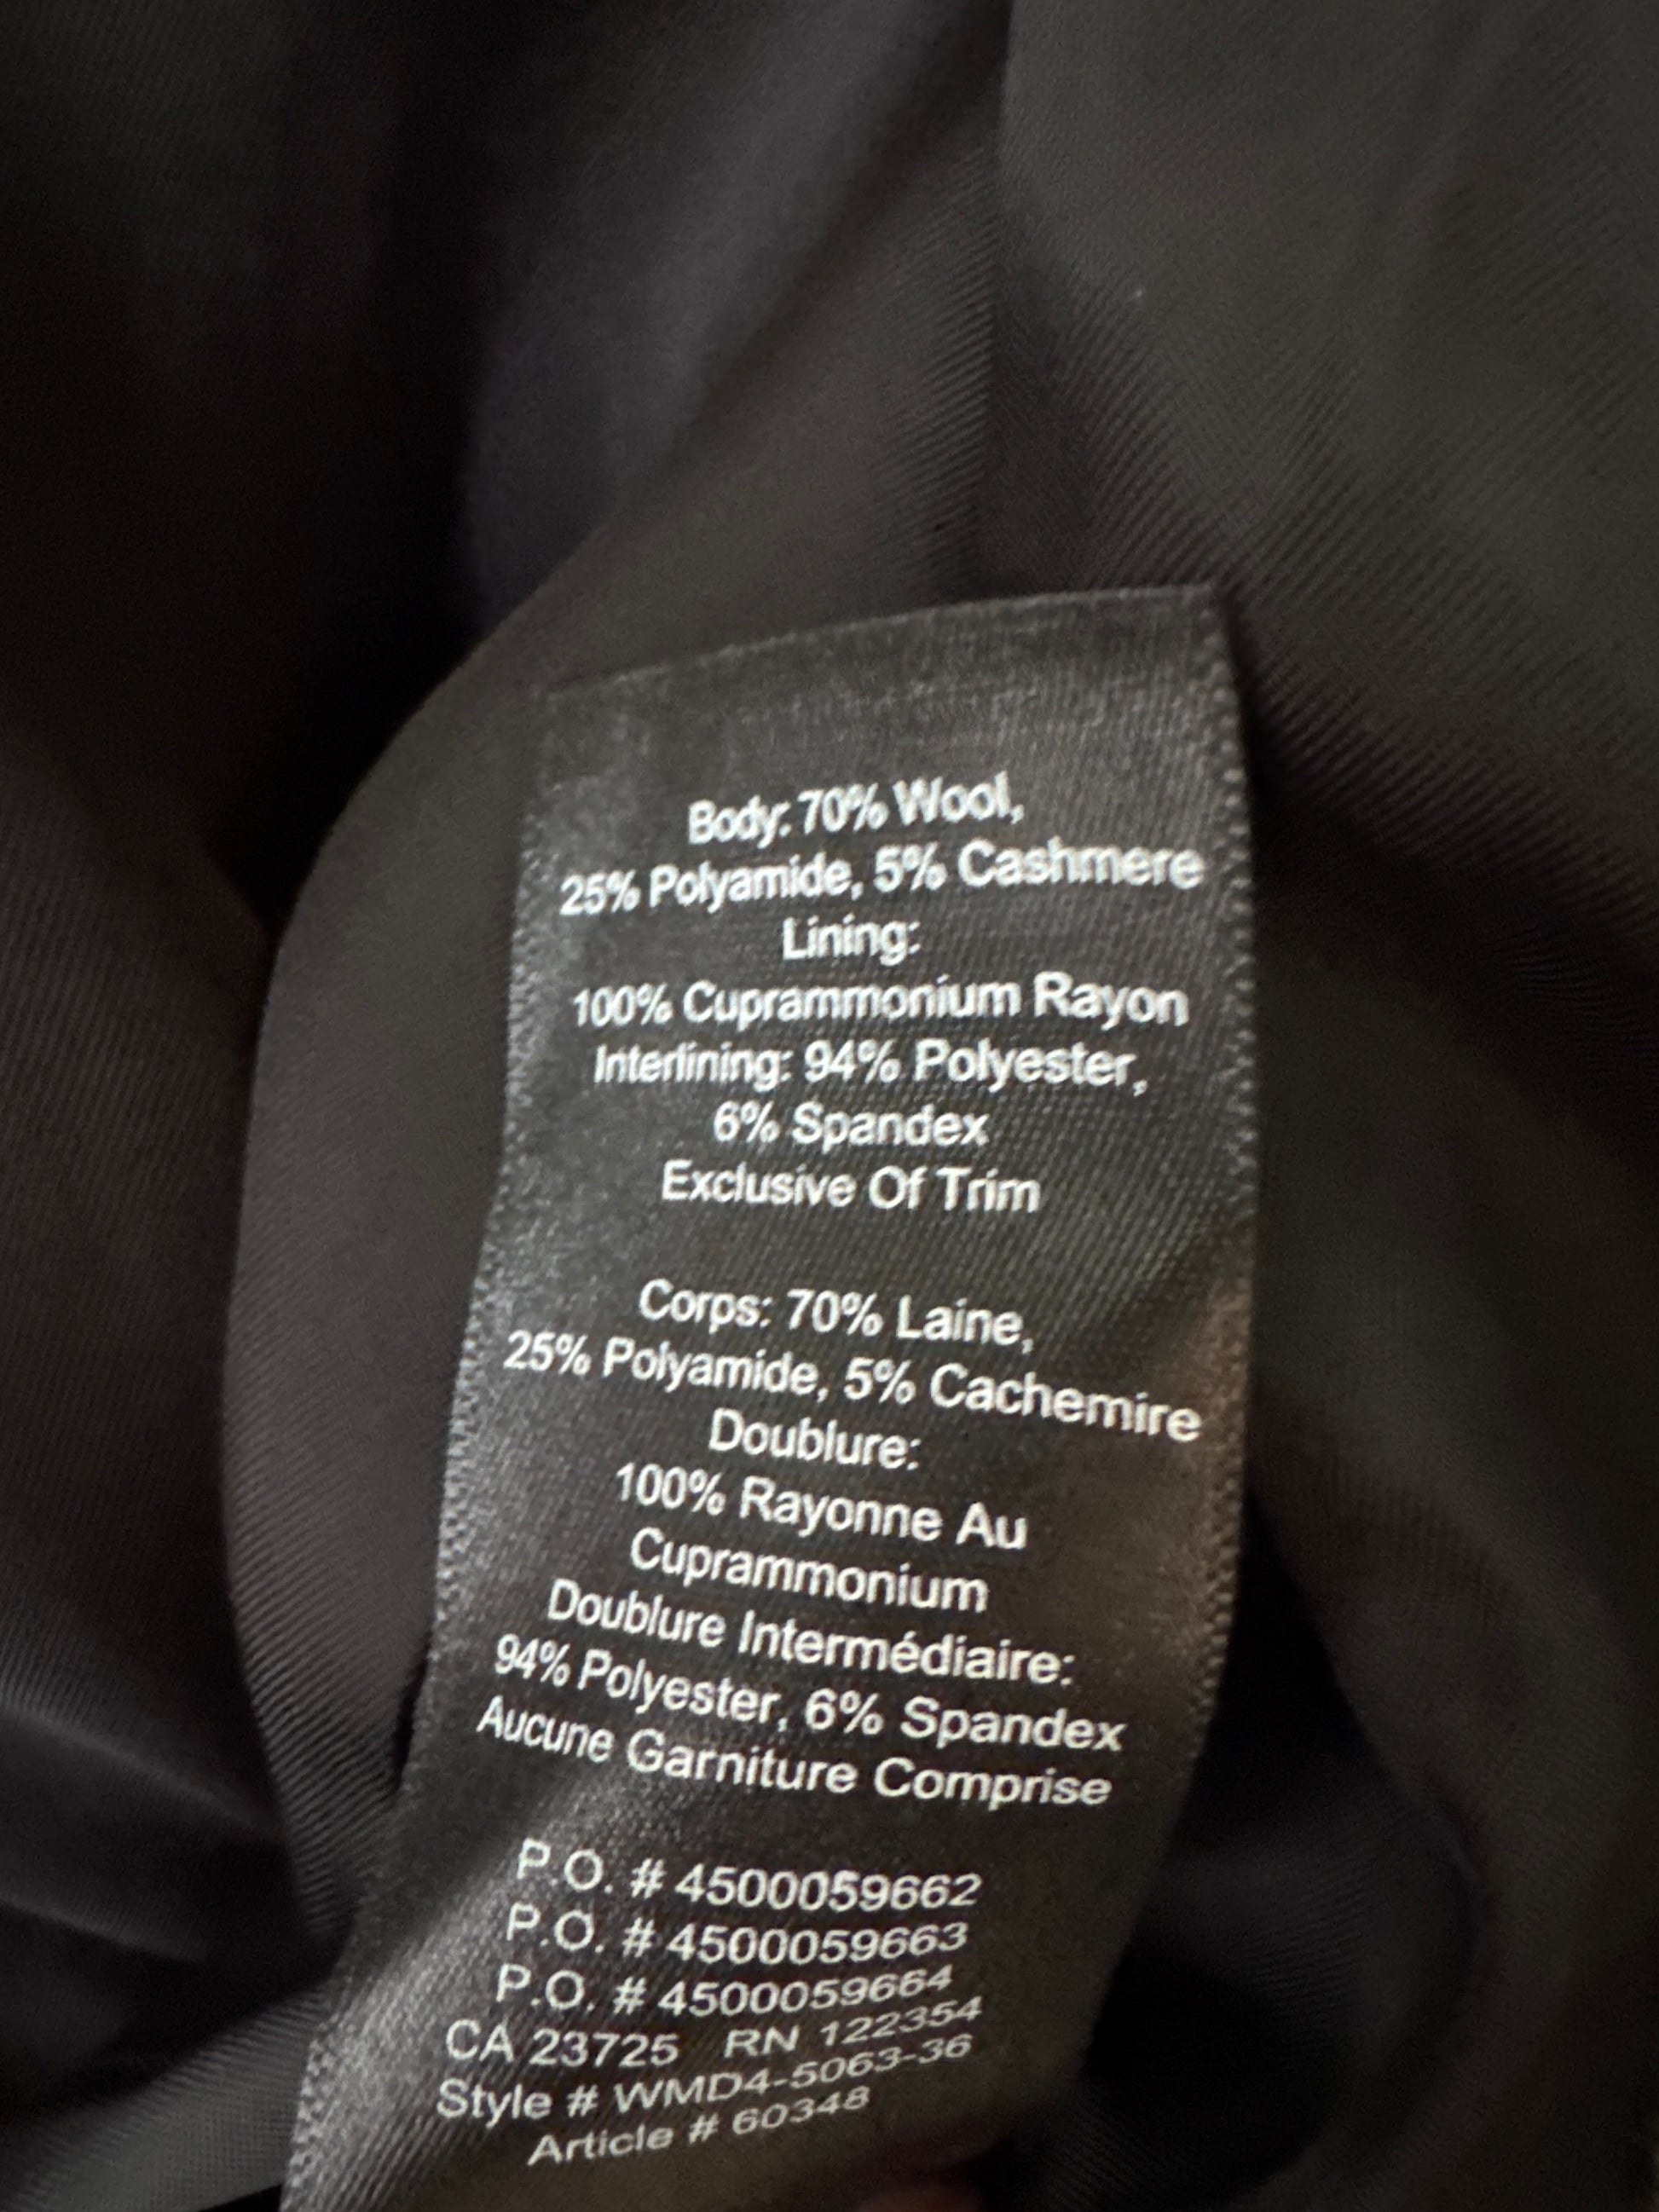 Body: 70% Wool,
25% Polyamide, 5% Cashmere
Lining:
100% Cuprammonium Rayon
Interlining: 94% Polyester,
6% Spandex
Exclusive Of Trim
Corps: 70% Laine,
25% Polyamide, 5% Cachemire
Doublure:
100% Rayonne Au
Cuprammonium
Doublure Intermédiaire:
94% Polyester, 6% Spandex
Aucune Garniture Comprise
P.O. # 4500059662
P.O. # 4500059663
P.O. # 4500059664
CA 23725 RN 122354
Style # WMD4-5063-36
Article # 60348